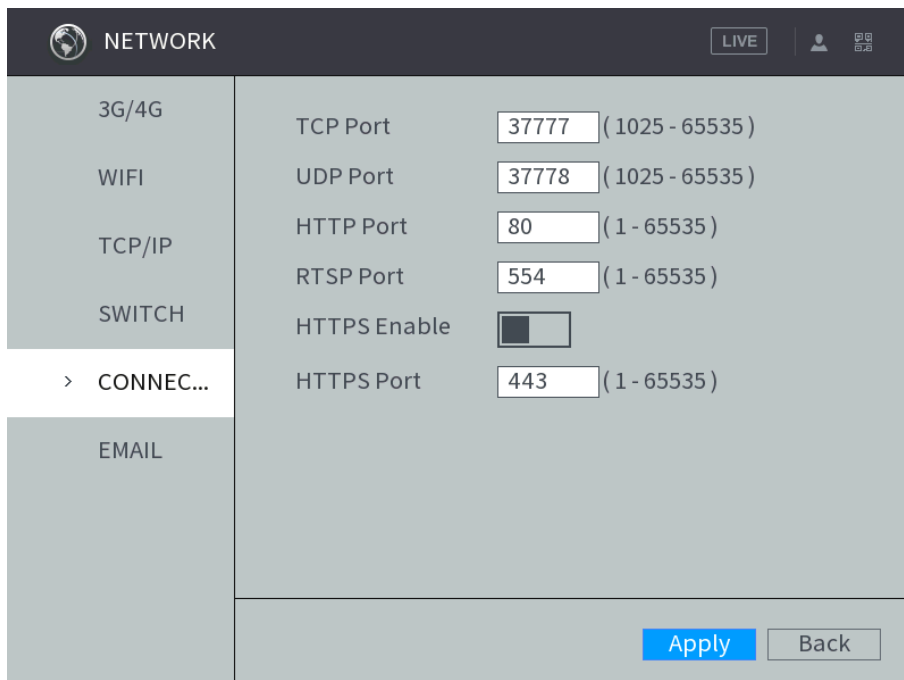 NETWORK
LIVE
3G/4G
WIFI
TCP/IP
SWITCH
> CONNEC...
EMAIL
TCP Port 37777 (1025 - 65535)
UDP Port 37778 (1025 - 65535)
HTTP Port 80 (1 - 65535)
RTSP Port 554 (1 - 65535)
HTTPS Enable
HTTPS Port 443 (1 - 65535)
Apply
Back